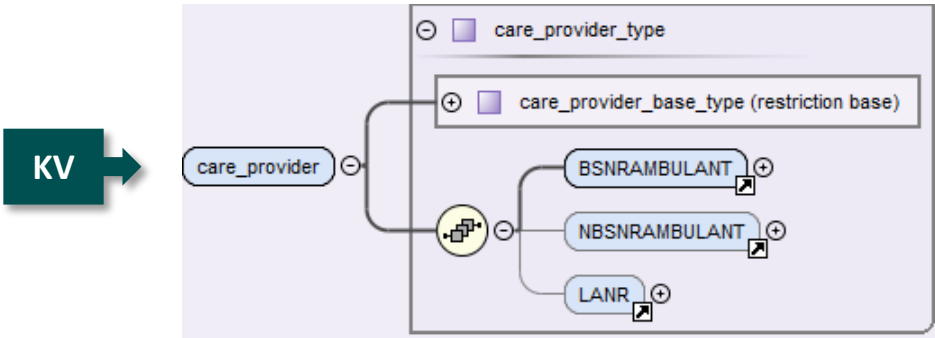 care_provider_type
care_provider_base_type (restriction base)
KV
care_provider
BSNRAMBULANT
NBSNRAMBULANT
LANR